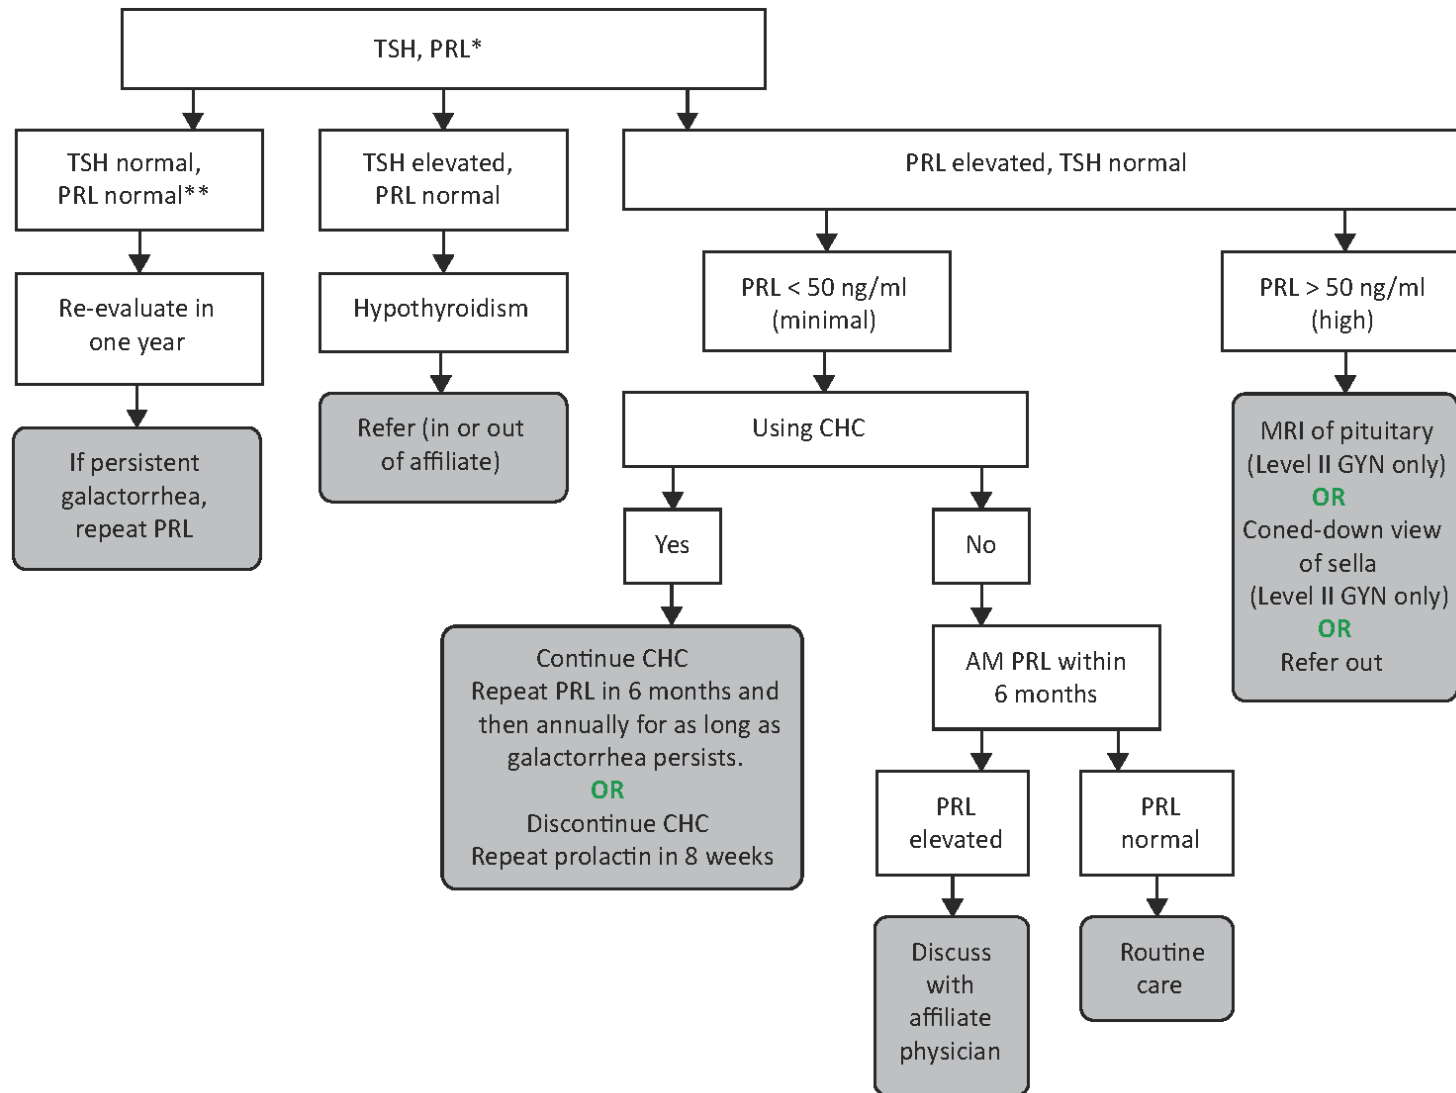 TSH, PRL*
TSH normal,
PRL normal**
TSH elevated,
PRL normal
PRL elevated, TSH normal
Re-evaluate in
one year
Hypothyroidism
PRL < 50 ng/ml
(minimal)
PRL > 50 ng/ml
(high)
If persistent
galactorrhea,
repeat PRL
Refer (in or out
of affiliate)
Using CHC
MRI of pituitary
(Level II GYN only)
OR
Coned-down view
of sella
(Level II GYN only)
OR
Refer out
Yes
No
Continue CHC
Repeat PRL in 6 months and
then annually for as long as
galactorrhea persists.
OR
Discontinue CHC
Repeat prolactin in 8 weeks
AM PRL within
6 months
PRL
elevated
PRL
normal
Discuss
with
affiliate
physician
Routine
care